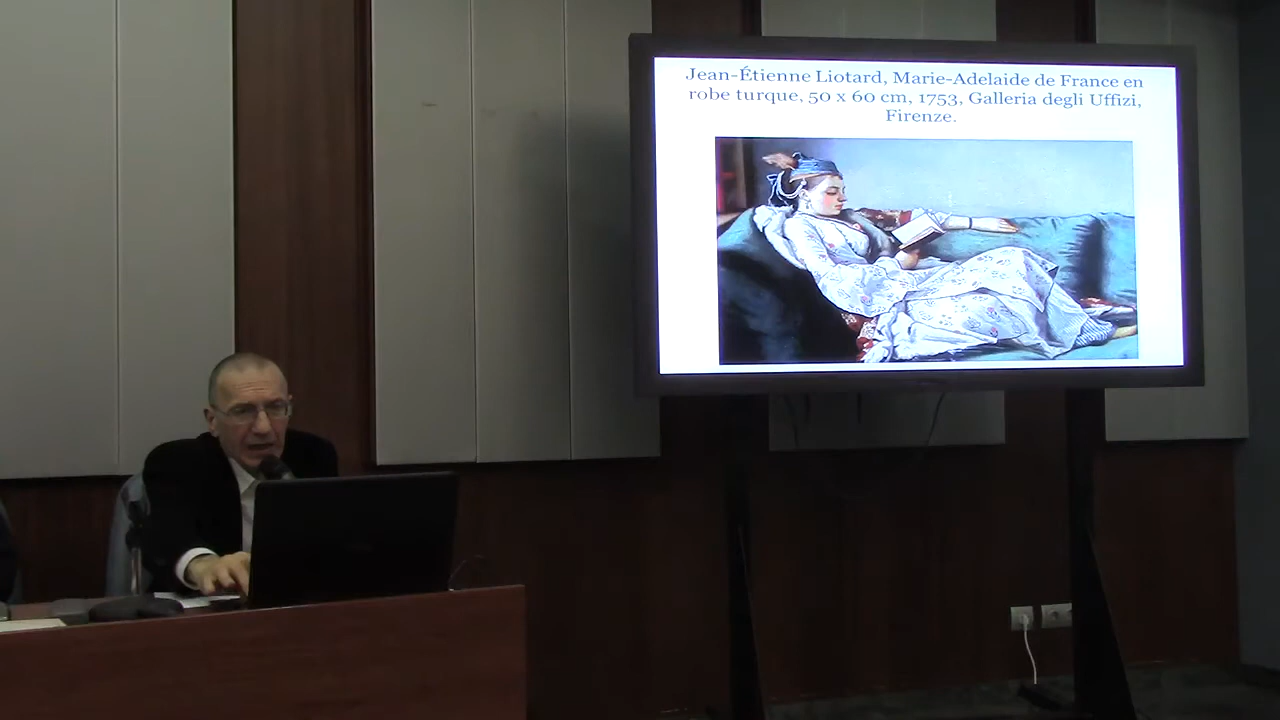 Jean-Étienne Liotard, Marie-Adelaide de France en
robe turque, 50 x 60 cm, 1753, Galleria degli Uffizi,
Firenze.